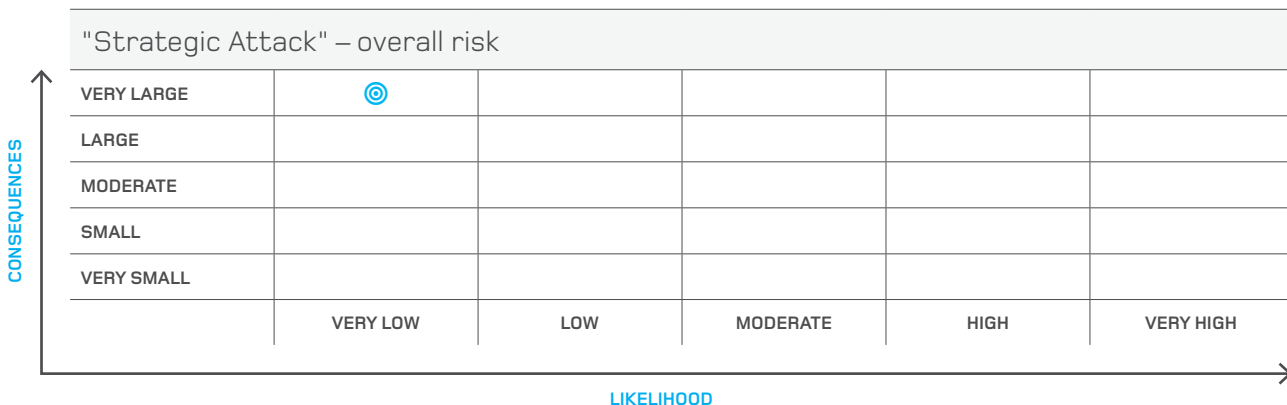 "Strategic Attack" – overall risk
CONSEQUENCES
VERY LARGE
LARGE
MODERATE
SMALL
VERY SMALL
VERY LOW LOW MODERATE HIGH VERY HIGH
LIKELIHOOD